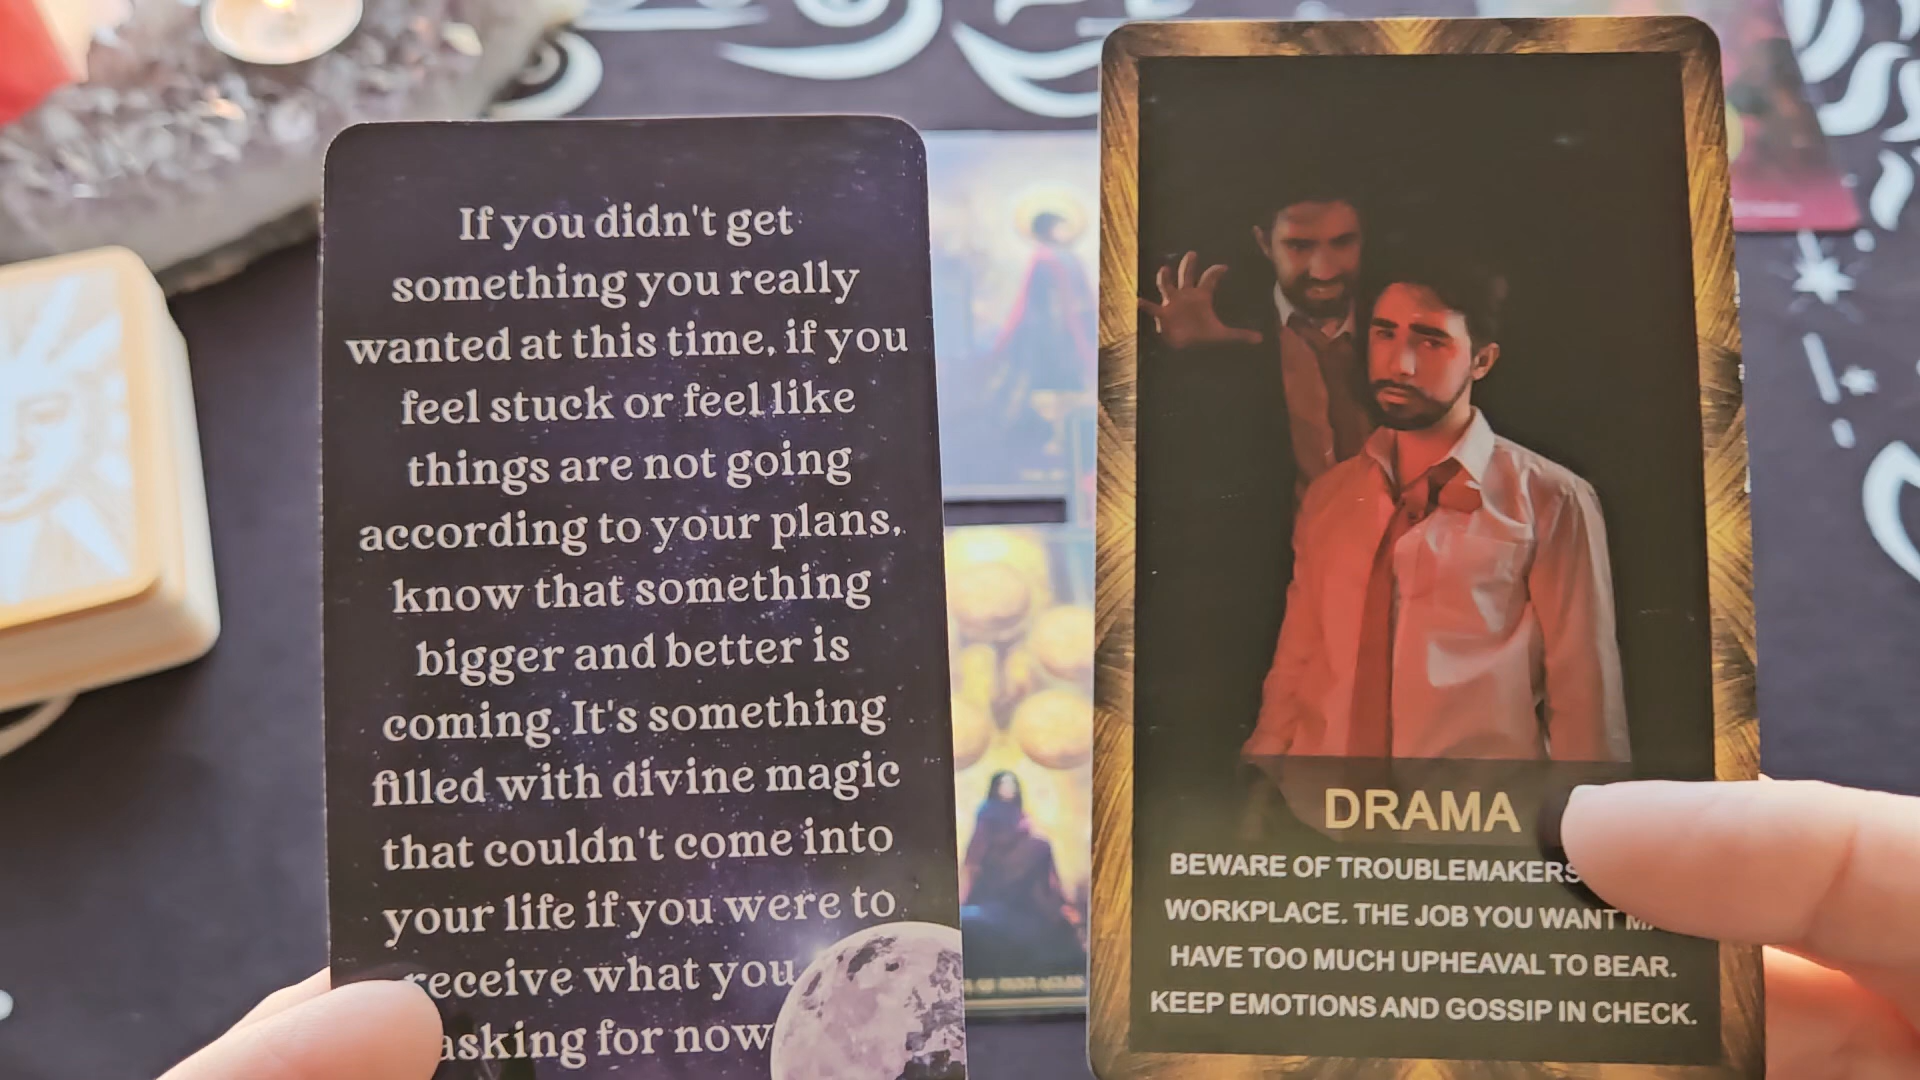 If you didn't get
something you really
wanted at this time, if you
feel stuck or feel like
things are not going
according to your plans,
know that something
bigger and better is
coming. It's something
filled with divine magic
that couldn't come into
your life if you were to
receive what you
asking for now
DRAMA
BEWARE OF TROUBLEMAKERS
WORKPLACE. THE JOB YOU WANT
HAVE TOO MUCH UPHEAVAL TO BEAR.
KEEP EMOTIONS AND GOSSIP IN CHECK.